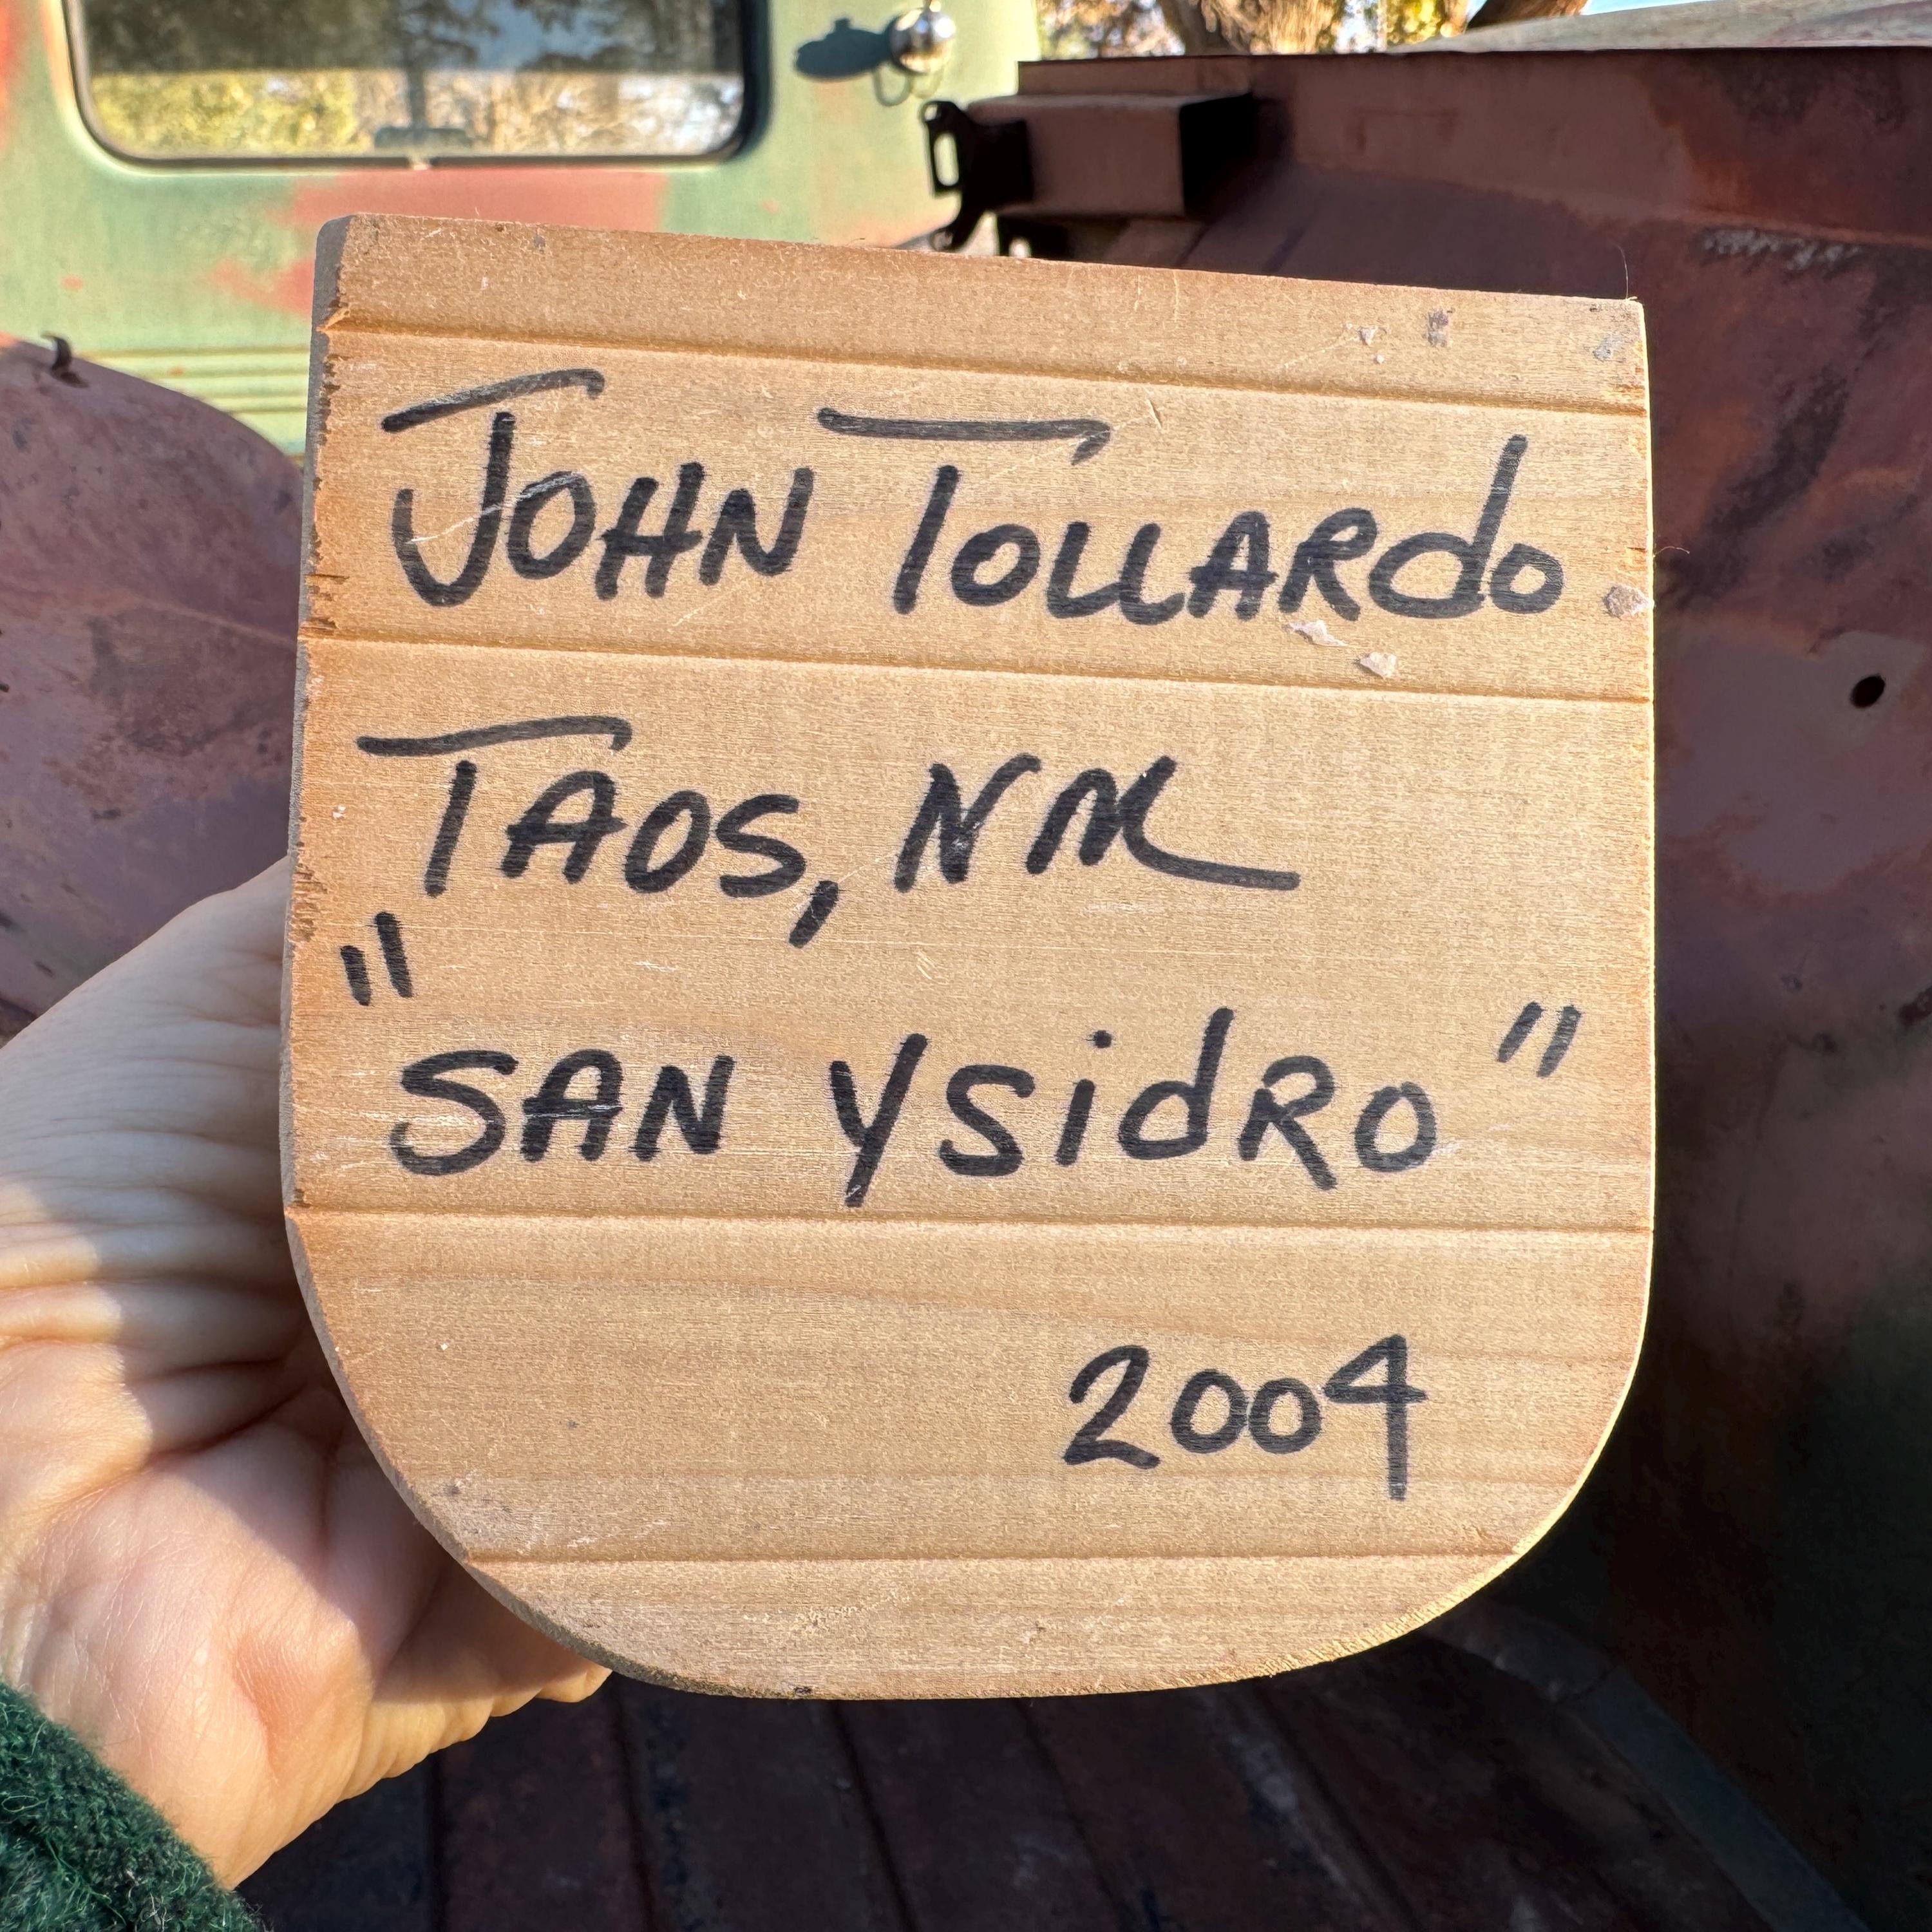 JOHN TOLLARdO
TAOS, NM
"SAN YSidRO"
2004